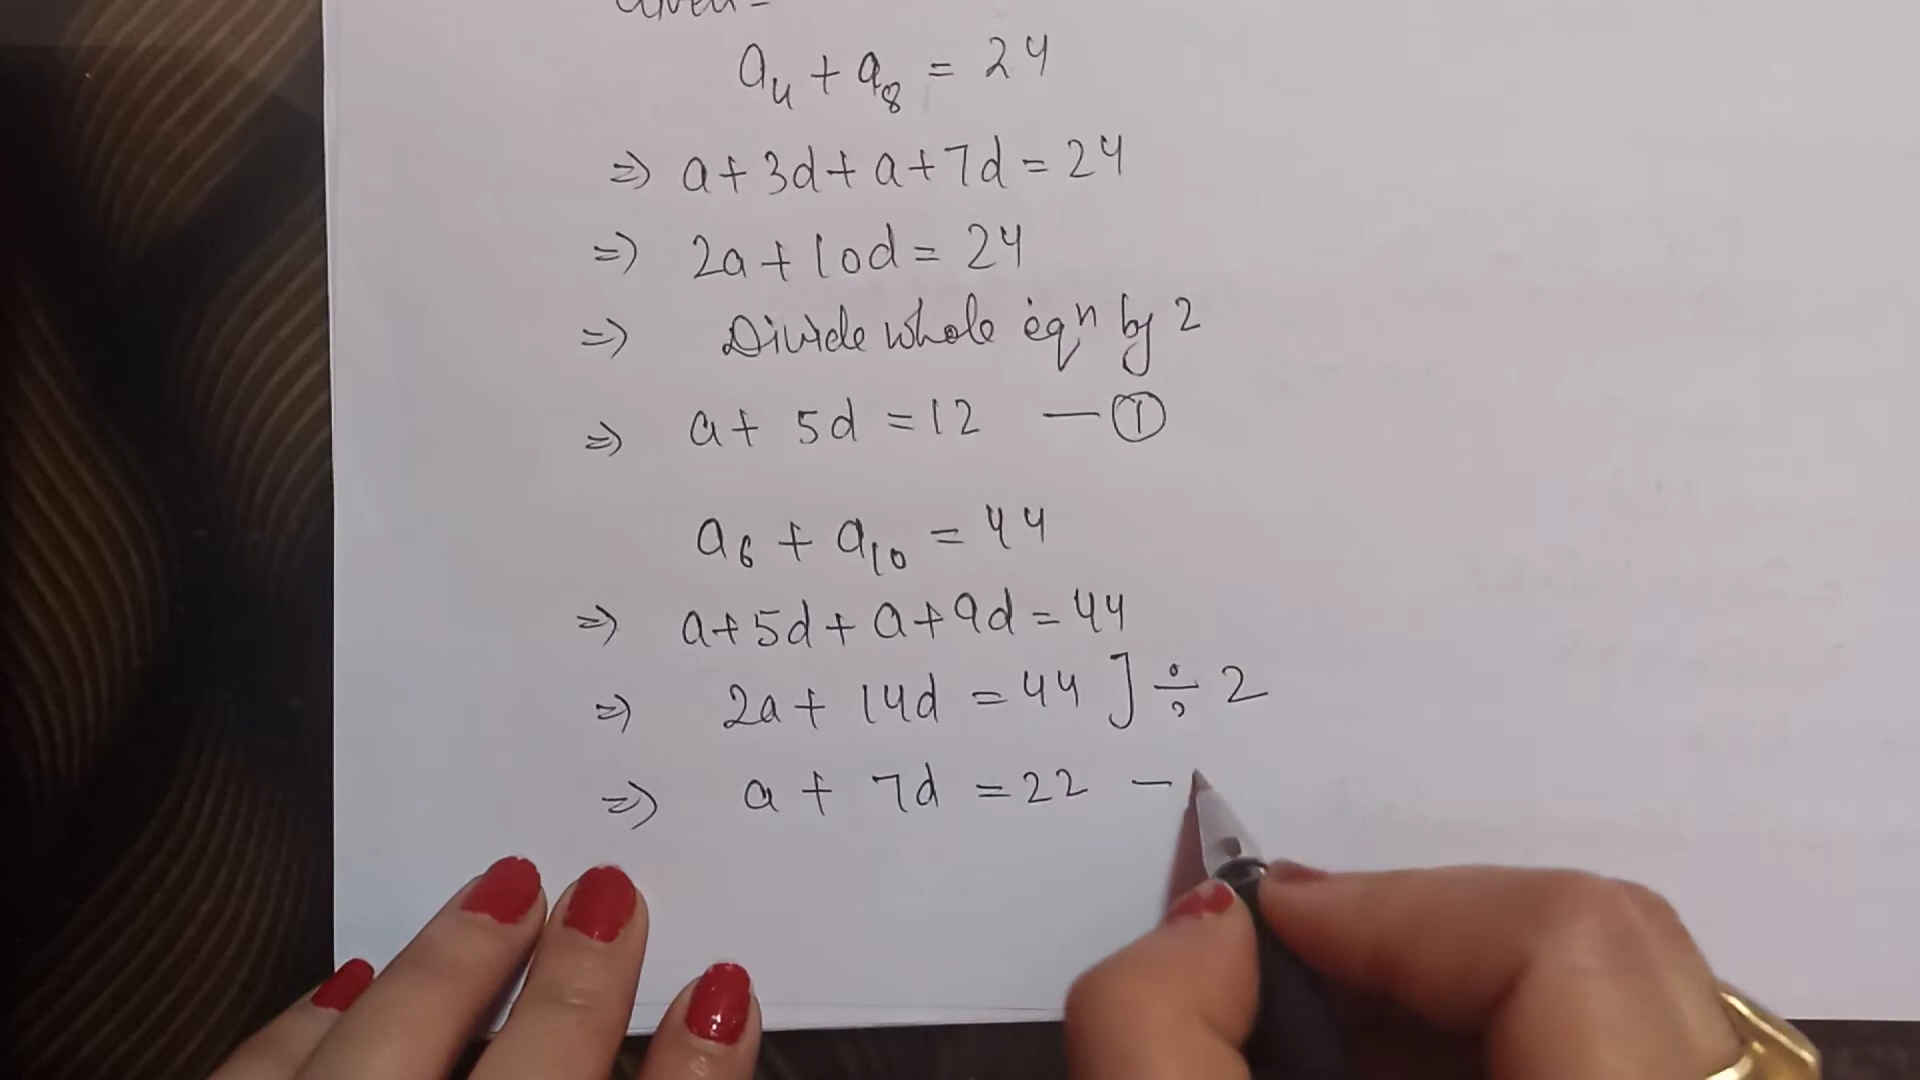 Given -
a₄ + a₈ = 24
=> a + 3d + a + 7d = 24
=> 2a + 10d = 24
=> Divide whole eqⁿ by 2
=> a + 5d = 12 — ①
a₆ + a₁₀ = 44
=> a + 5d + a + 9d = 44
=> 2a + 14d = 44 ] ÷ 2
=> a + 7d = 22 —